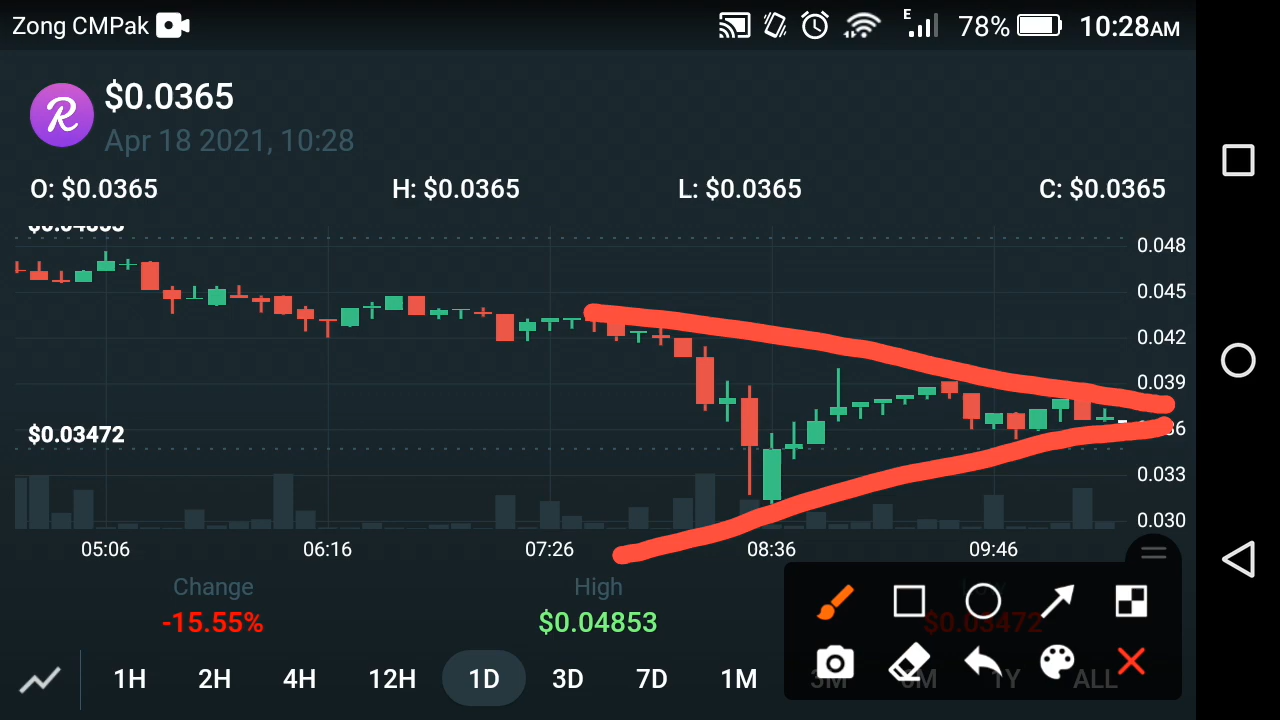 Zong CMPak
E
78%
10:28AM
R
$0.0365
Apr 18 2021, 10:28
O: $0.0365 H: $0.0365 L: $0.0365 C: $0.0365
0.048
0.045
0.042
0.039
$0.03472
0.033
0.030
05:06 06:16 07:26 08:36 09:46
Change High
-15.55% $0.04853 $0.03472
1H 2H 4H 12H 1D 3D 7D 1M 3M 6M 1Y ALL